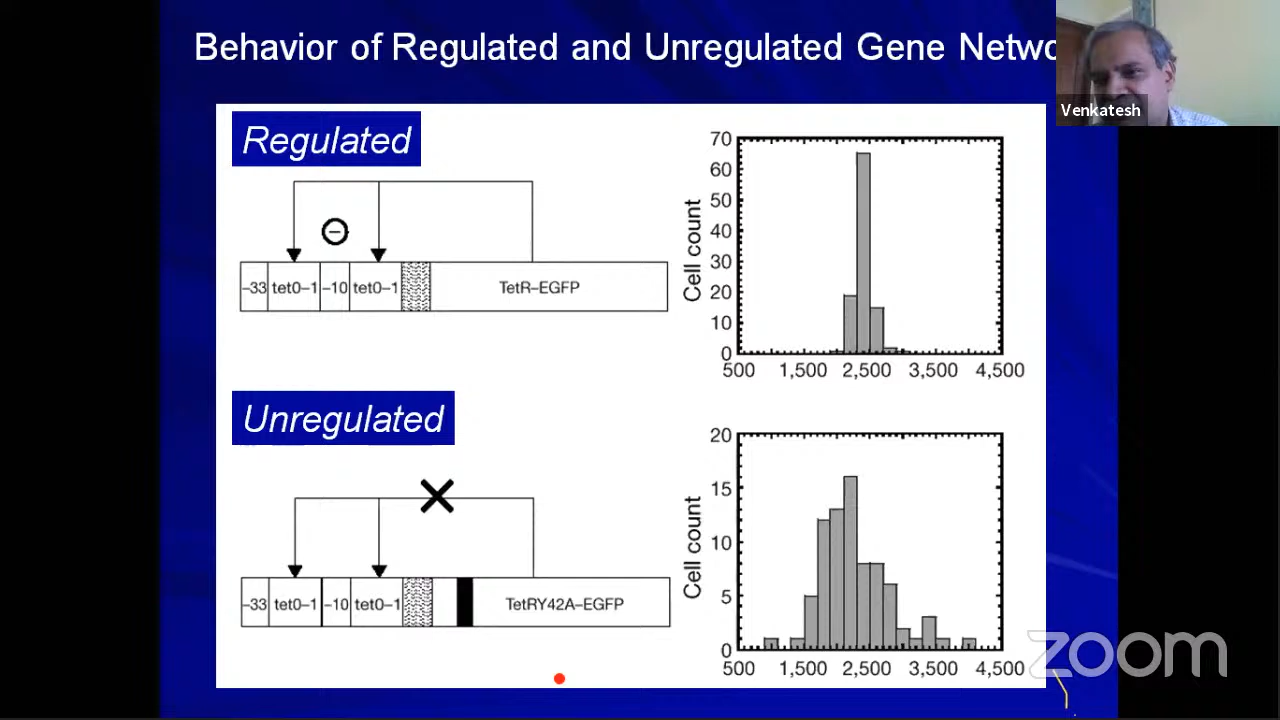 Behavior of Regulated and Unregulated Gene Netwo
Venkatesh
Regulated
−
−33 tet0–1 −10 tet0–1 TetR–EGFP
Cell count
70
60
50
40
30
20
10
0
500 1,500 2,500 3,500 4,500
Unregulated
−33 tet0–1 −10 tet0–1 TetRY42A–EGFP
Cell count
20
15
10
5
0
500 1,500 2,500 3,500 4,500
zoom